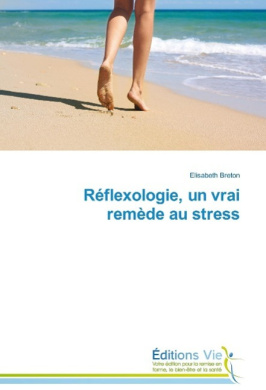 Elisabeth Breton
Réflexologie, un vrai
remède au stress
Éditions Vie
Votre édition pour la remise en
forme, le bien-être et la santé